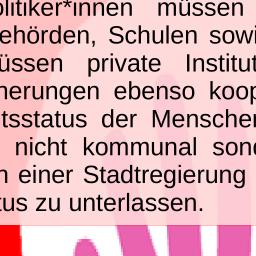 olitiker*innen müssen
ehörden, Schulen sowi
üssen private Institut
nerungen ebenso koop
tsstatus der Menschen
nicht kommunal sond
n einer Stadtregierung
tus zu unterlassen.